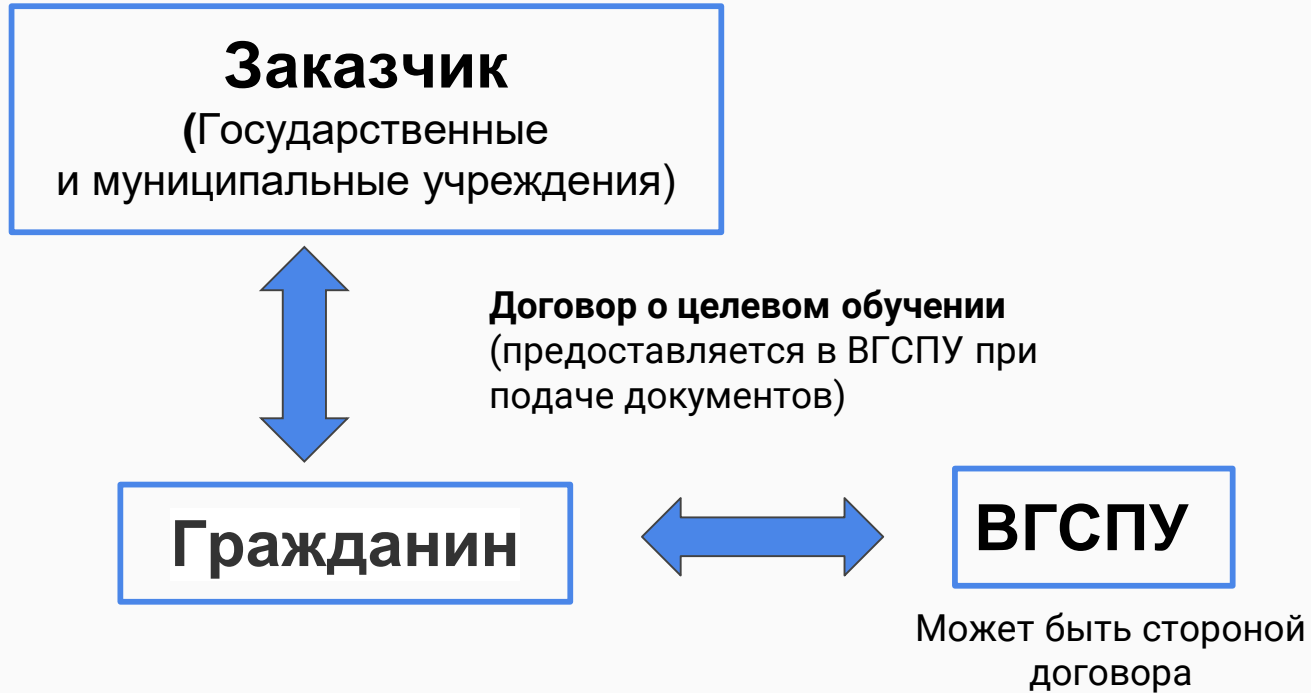 Заказчик
(Государственные
и муниципальные учреждения)
Договор о целевом обучении
(предоставляется в ВГСПУ при
подаче документов)
Гражданин
ВГСПУ
Может быть стороной
договора